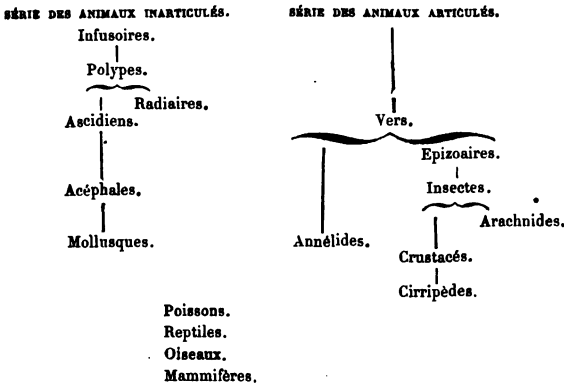 SÉRIE DES ANIMAUX INARTICULÉS.
Infusoires.
Polypes.
Radiaires.
Ascidiens.
Acéphales.
Mollusques.
SÉRIE DES ANIMAUX ARTICULÉS.
Vers.
Epizoaires.
Insectes.
Arachnides.
Annélides.
Crustacés.
Cirripèdes.
Poissons.
Reptiles.
Oiseaux.
Mammifères.